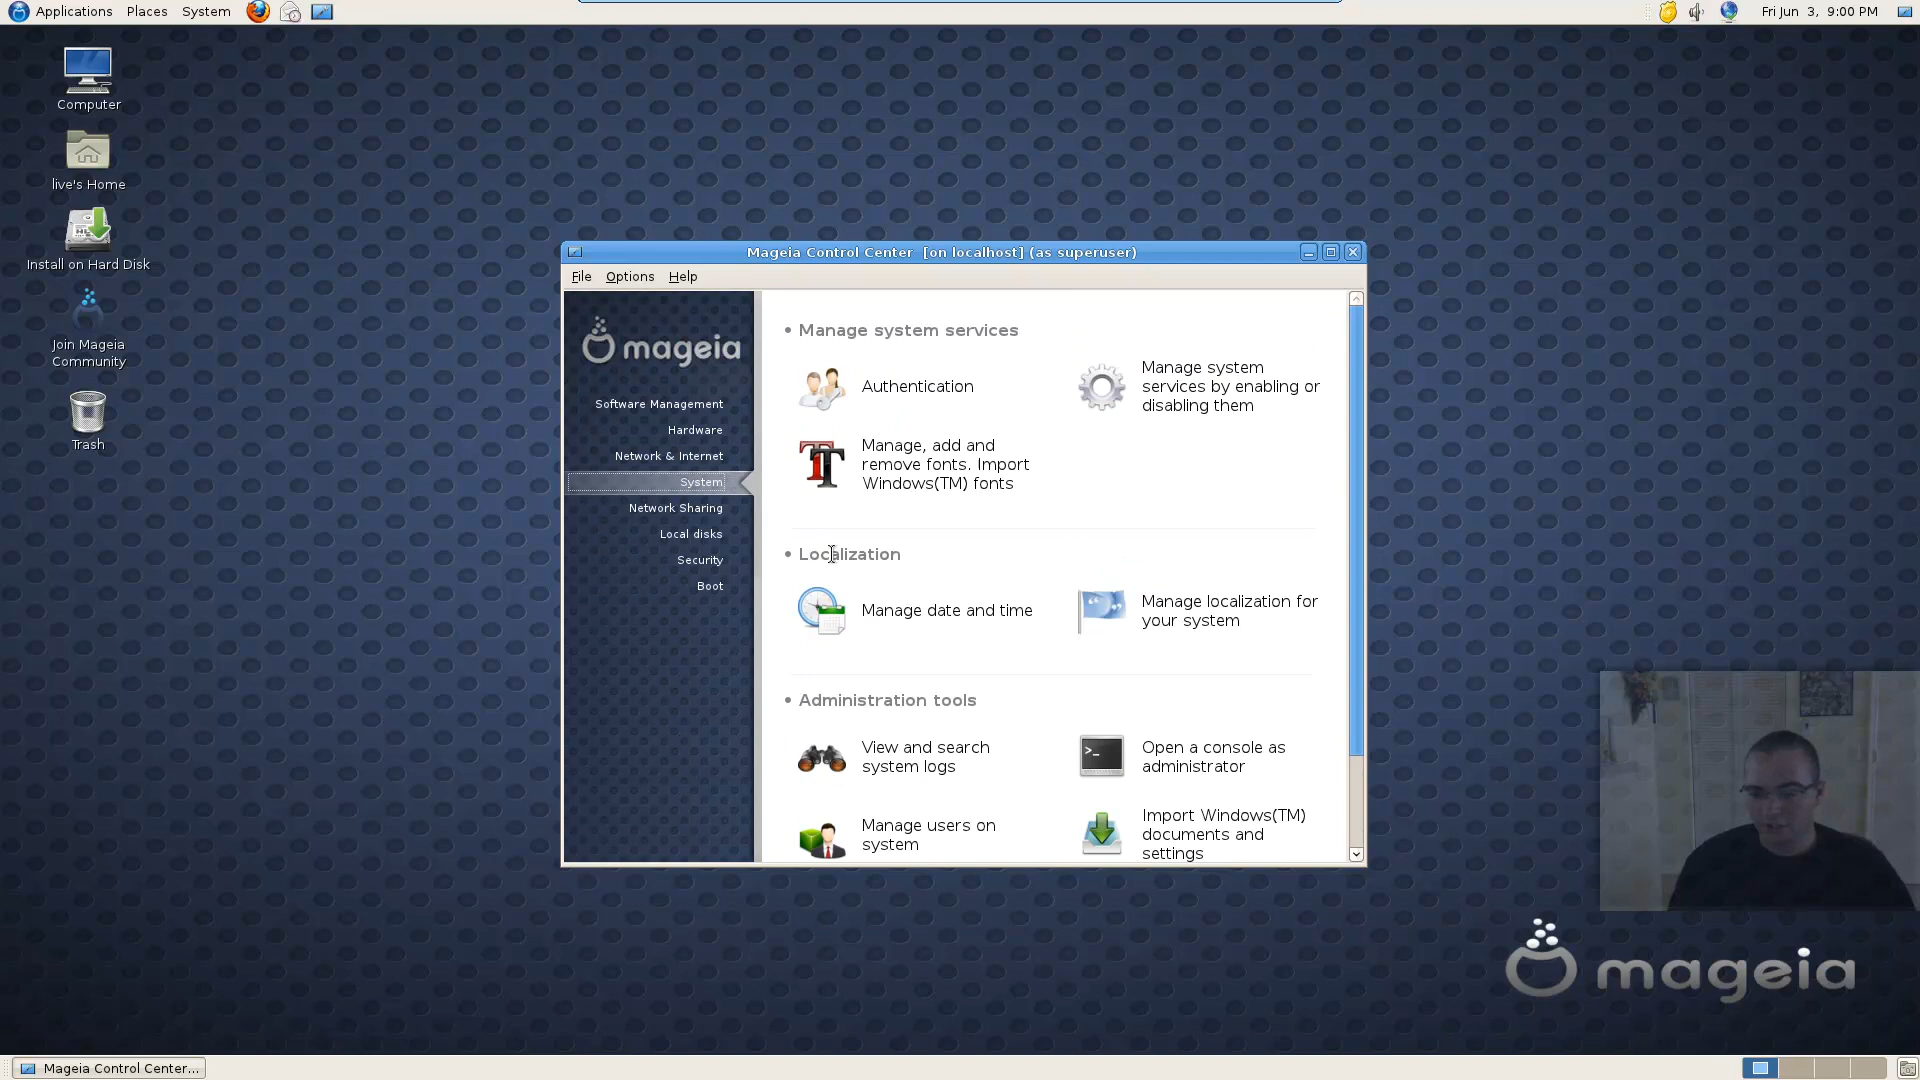 Applications Places System Fri Jun 3, 9:00 PM
Computer
live's Home
Install on Hard Disk
Join Mageia
Community
Trash
Mageia Control Center [on localhost] (as superuser)
File Options Help
mageia
Software Management
Hardware
Network & Internet
System
Network Sharing
Local disks
Security
Boot
• Manage system services
Authentication
Manage system
services by enabling or
disabling them
Manage, add and
remove fonts. Import
Windows(TM) fonts
• Localization
Manage date and time
Manage localization for
your system
• Administration tools
View and search
system logs
Open a console as
administrator
Manage users on
system
Import Windows(TM)
documents and
settings
mageia
Mageia Control Center...